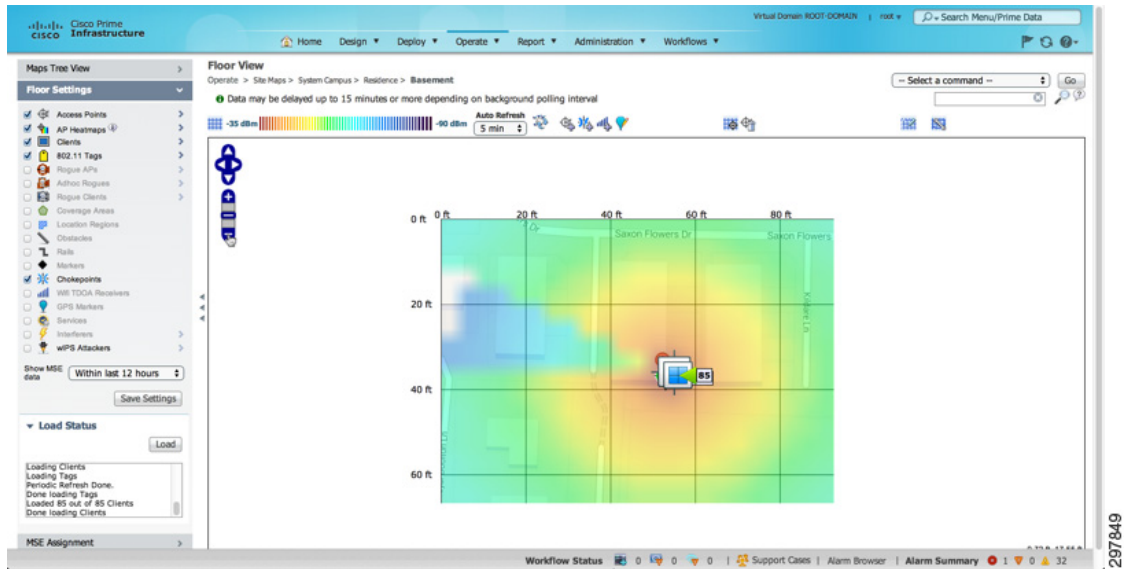 Virtual Domain ROOT-DOMAIN | root
Search Menu/Prime Data
Cisco Prime
CISCO Infrastructure
Home Design Deploy Operate Report Administration Workflows
Maps Tree View
Floor Settings
Access Points
AP Heatmaps
Clients
802.11 Tags
Rogue APs
Adhoc Rogues
Rogue Clients
Coverage Areas
Location Regions
Obstacles
Rails
Markers
Chokepoints
Wifi TDOA Receivers
GPS Markers
Services
Interferers
wIPS Attackers
Show MSE data
Within last 12 hours
Save Settings
Load Status
Load
Loading Clients
Loading Tags
Periodic Refresh Done.
Done loading Tags
Loaded 85 out of 85 Clients
Done loading Clients
MSE Assignment
Floor View
Operate > Site Maps > System Campus > Residence > Basement
-- Select a command --
Go
Data may be delayed up to 15 minutes or more depending on background polling interval
-35 dBm
-90 dBm
Auto Refresh
5 min
0 ft 20 ft 40 ft 60 ft 80 ft
0 ft
Saxon Flowers Dr
Saxon Flowers
20 ft
85
40 ft
60 ft
Workflow Status 0 0 0 | Support Cases | Alarm Browser | Alarm Summary 1 0 32
297849